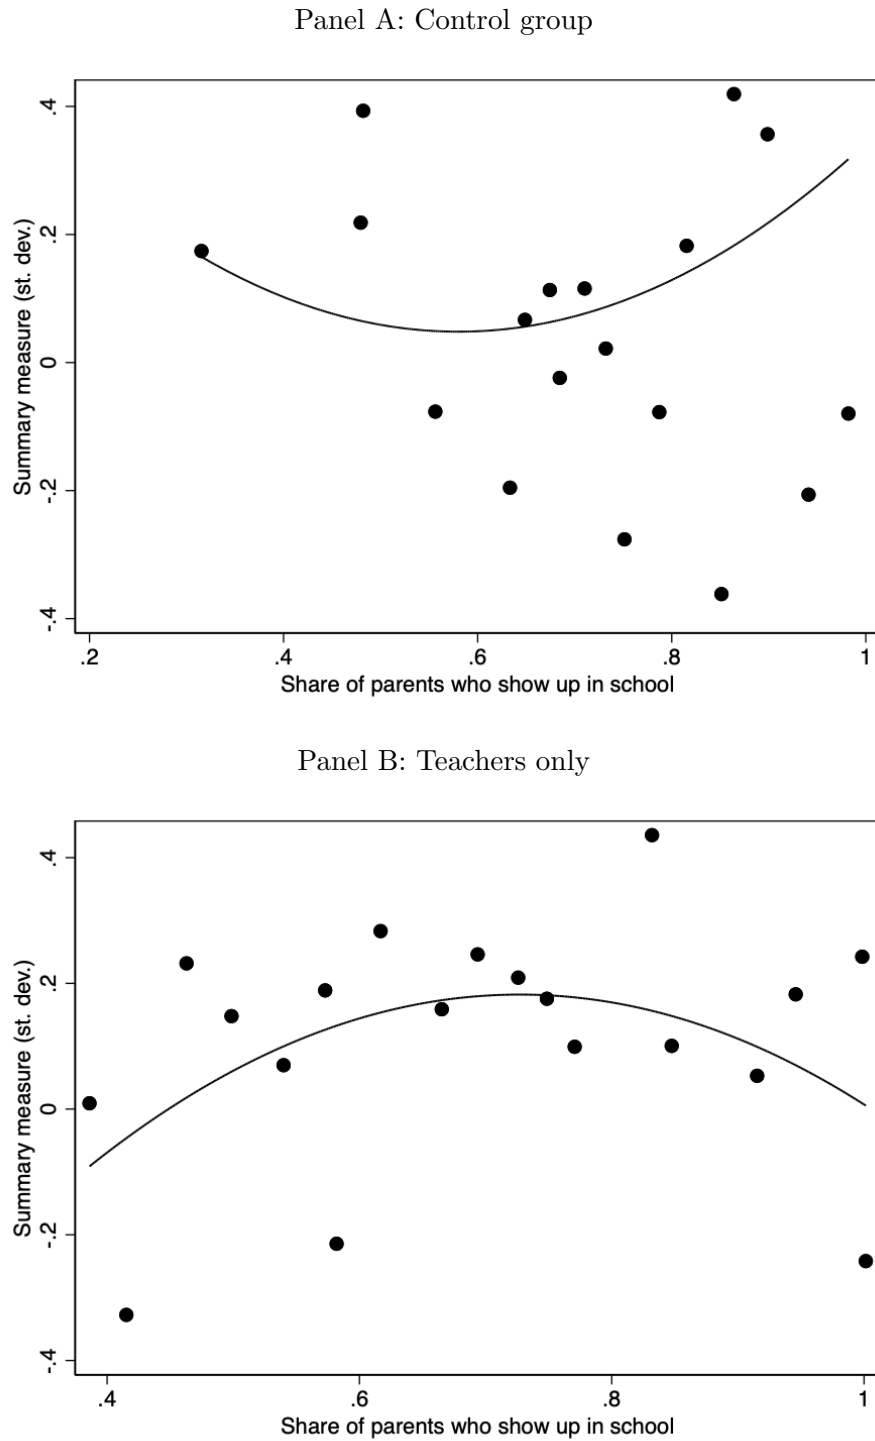 Panel A: Control group
Summary measure (st. dev.)
.4
.2
0
-.2
-.4
.2 .4 .6 .8 1
Share of parents who show up in school
Panel B: Teachers only
Summary measure (st. dev.)
.4
.2
0
-.2
-.4
.4 .6 .8 1
Share of parents who show up in school